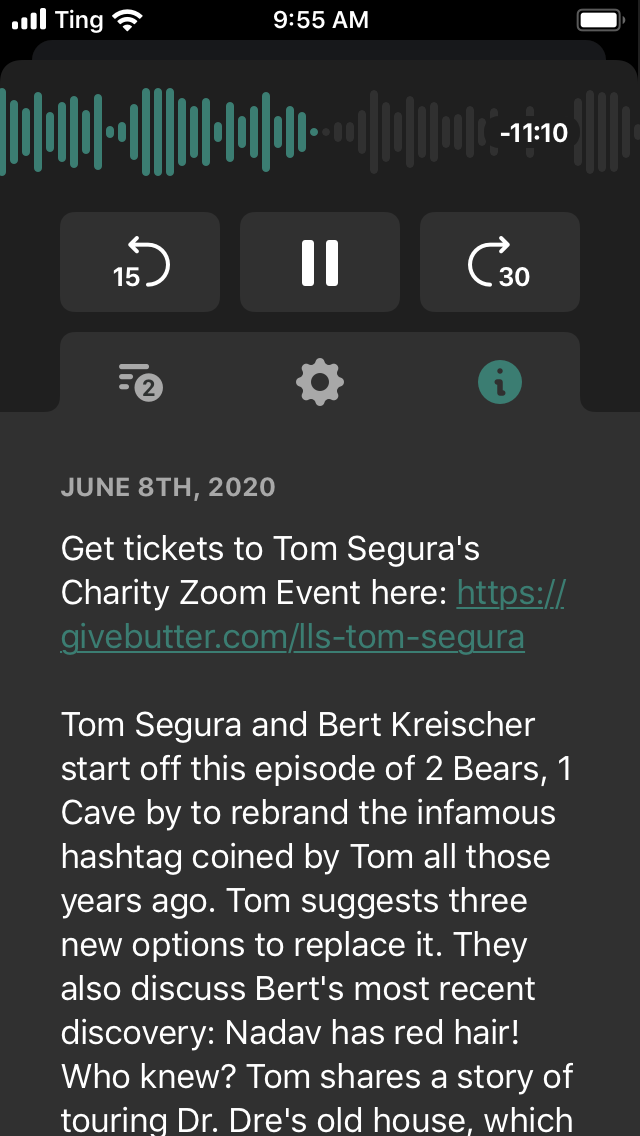 Ting 9:55 AM
-11:10
15 30
2
JUNE 8TH, 2020
Get tickets to Tom Segura's
Charity Zoom Event here: https://
givebutter.com/lls-tom-segura
Tom Segura and Bert Kreischer
start off this episode of 2 Bears, 1
Cave by to rebrand the infamous
hashtag coined by Tom all those
years ago. Tom suggests three
new options to replace it. They
also discuss Bert's most recent
discovery: Nadav has red hair!
Who knew? Tom shares a story of
touring Dr. Dre's old house, which